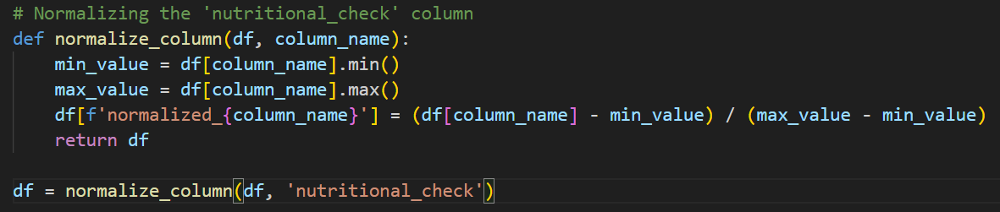 # Normalizing the 'nutritional_check' column
def normalize_column(df, column_name):
    min_value = df[column_name].min()
    max_value = df[column_name].max()
    df[f'normalized_{column_name}'] = (df[column_name] - min_value) / (max_value - min_value)
    return df

df = normalize_column(df, 'nutritional_check')